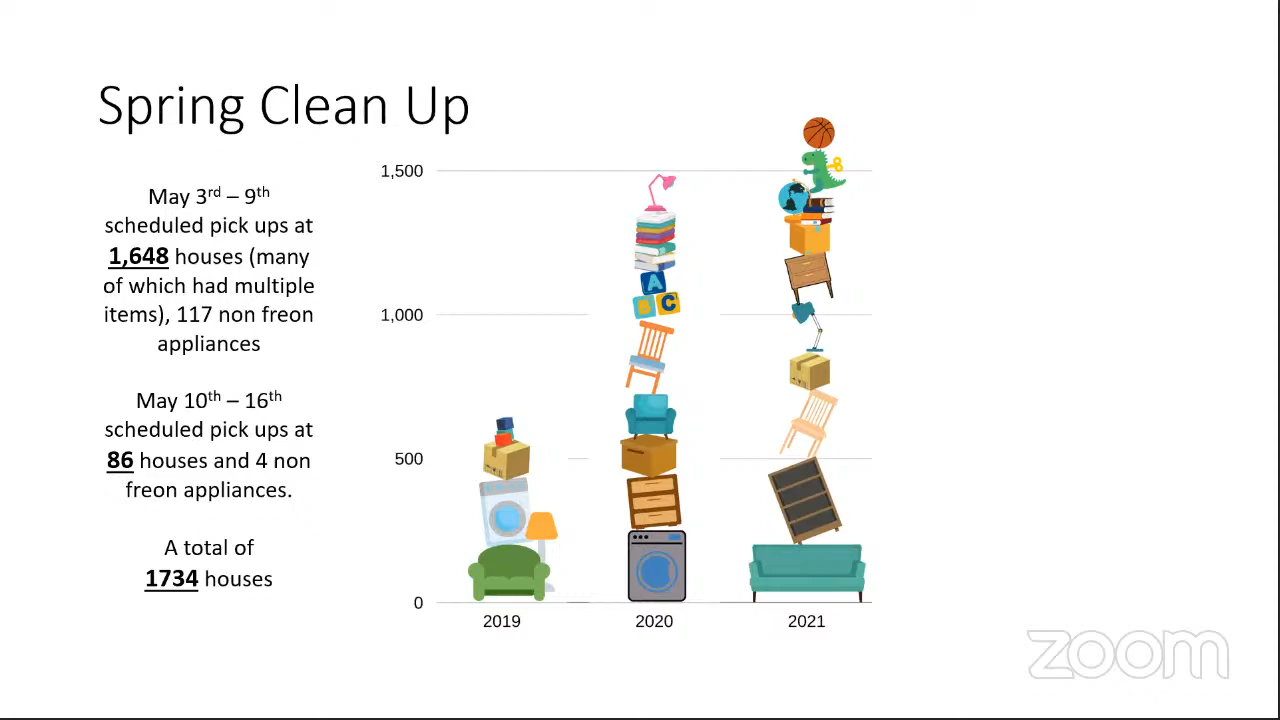 Spring Clean Up
May 3rd – 9th
scheduled pick ups at
1,648 houses (many
of which had multiple
items), 117 non freon
appliances
May 10th – 16th
scheduled pick ups at
86 houses and 4 non
freon appliances.
A total of
1734 houses
1,500
1,000
500
0
A
B C
2019 2020 2021
zoom